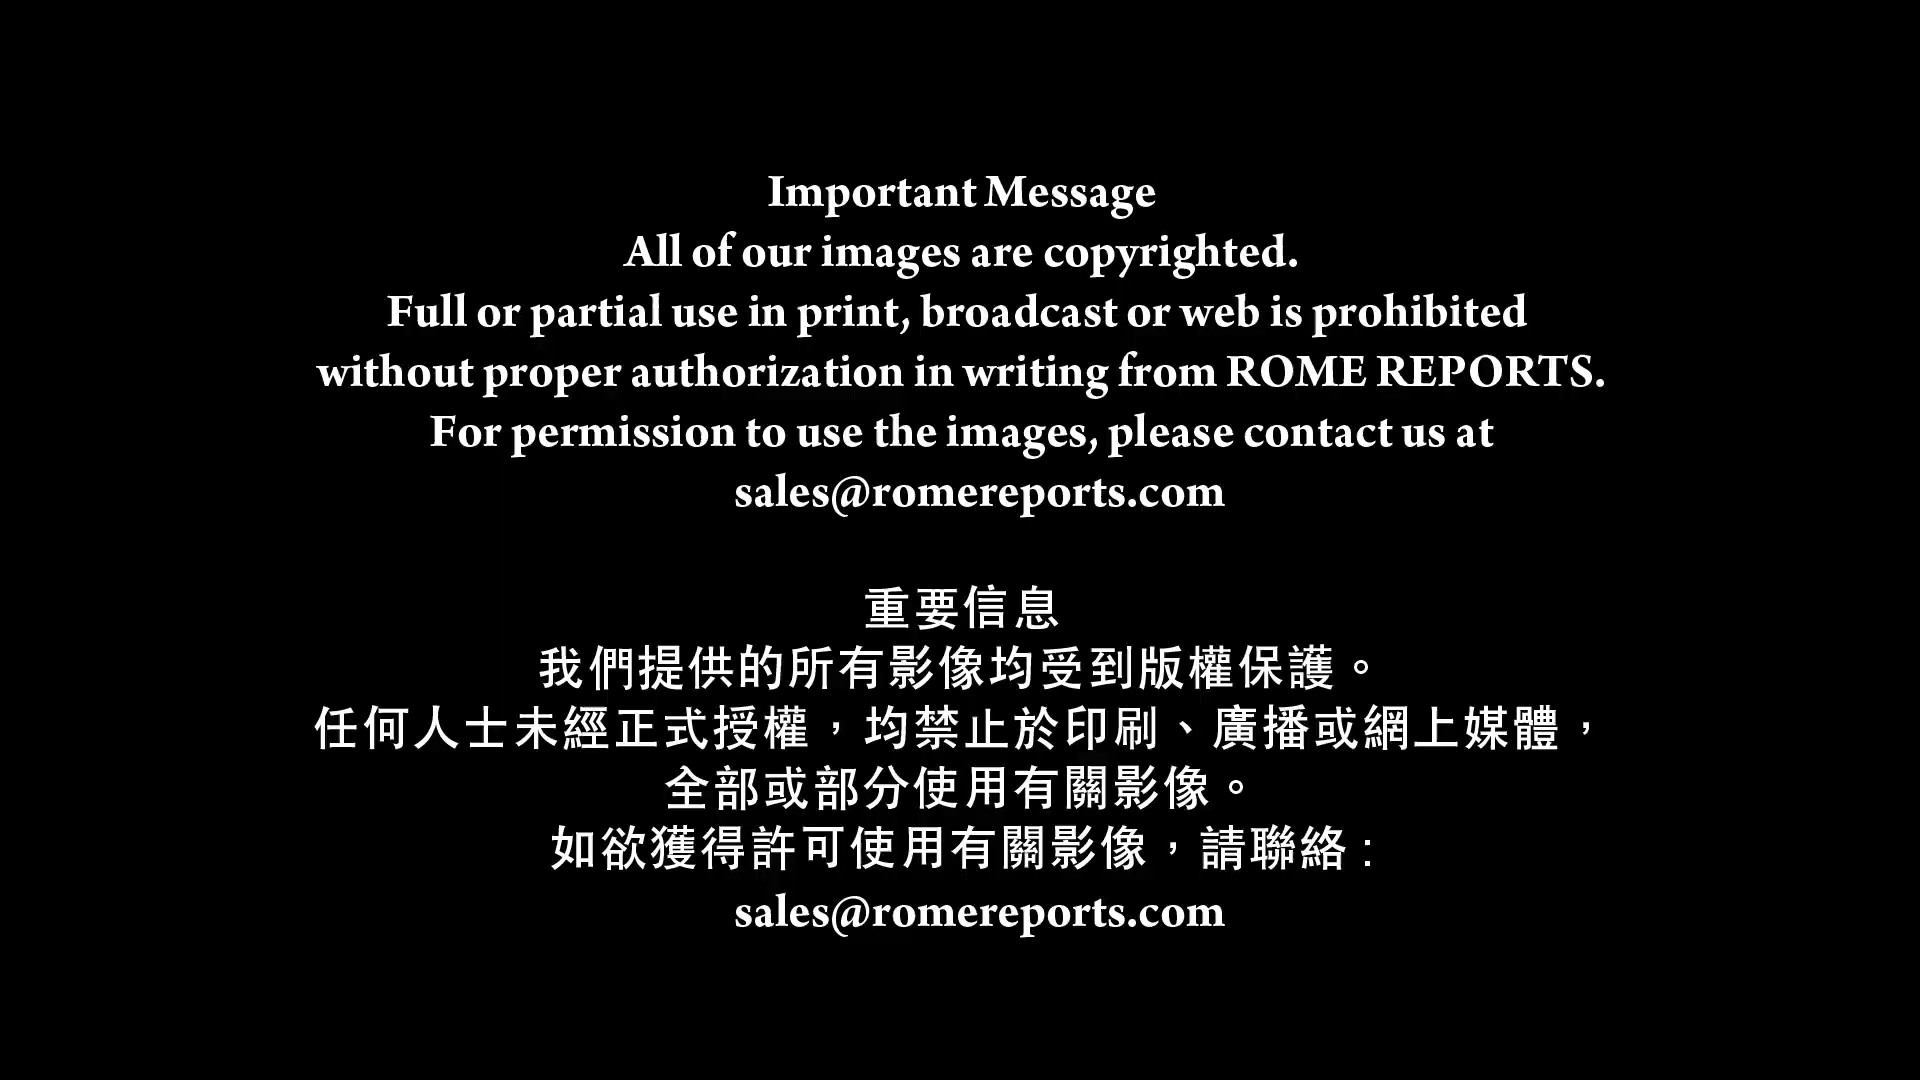 Important Message
All of our images are copyrighted.
Full or partial use in print, broadcast or web is prohibited
without proper authorization in writing from ROME REPORTS.
For permission to use the images, please contact us at
sales@romereports.com
重要信息
我們提供的所有影像均受到版權保護。
任何人士未經正式授權，均禁止於印刷、廣播或網上媒體，
全部或部分使用有關影像。
如欲獲得許可使用有關影像，請聯絡 :
sales@romereports.com